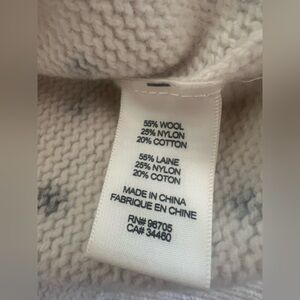 55% WOOL
25% NYLON
20% COTTON
55% LAINE
25% NYLON
20% COTON
MADE IN CHINA
FABRIQUE EN CHINE
RN# 96705
CA# 34460